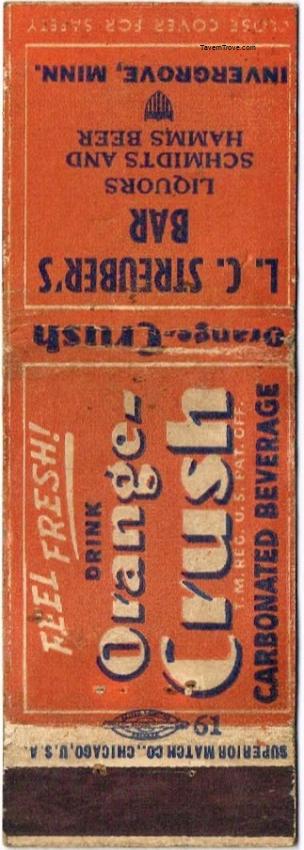 CLOSE COVER FOR SAFETY
TavernTrove.com
L. C. STREUBER'S
BAR
LIQUORS
SCHMIDTS AND
HAMMS BEER
INVERGROVE, MINN.
Orange-Crush
FEEL FRESH!
DRINK
Orange-
Crush
T.M. REG. U.S. PAT. OFF.
CARBONATED BEVERAGE
61
SUPERIOR MATCH CO., CHICAGO, U.S.A.